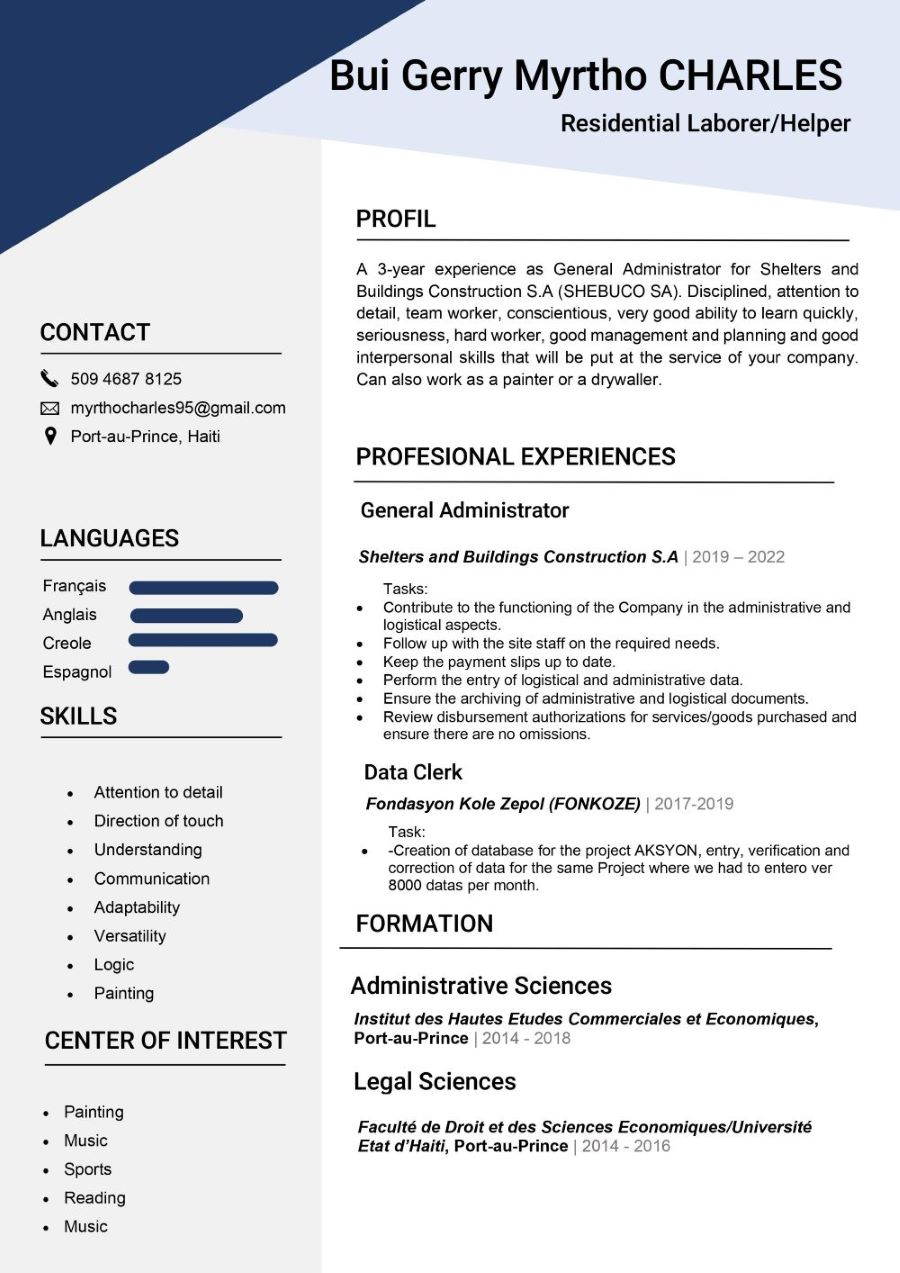 Bui Gerry Myrtho CHARLES
Residential Laborer/Helper
CONTACT
509 4687 8125
myrthocharles95@gmail.com
Port-au-Prince, Haiti
LANGUAGES
Français
Anglais
Creole
Espagnol
SKILLS
• Attention to detail
• Direction of touch
• Understanding
• Communication
• Adaptability
• Versatility
• Logic
• Painting
CENTER OF INTEREST
• Painting
• Music
• Sports
• Reading
• Music
PROFIL
A 3-year experience as General Administrator for Shelters and
Buildings Construction S.A (SHEBUCO SA). Disciplined, attention to
detail, team worker, conscientious, very good ability to learn quickly,
seriousness, hard worker, good management and planning and good
interpersonal skills that will be put at the service of your company.
Can also work as a painter or a drywaller.
PROFESIONAL EXPERIENCES
General Administrator
Shelters and Buildings Construction S.A | 2019 – 2022
Tasks:
• Contribute to the functioning of the Company in the administrative and
logistical aspects.
• Follow up with the site staff on the required needs.
• Keep the payment slips up to date.
• Perform the entry of logistical and administrative data.
• Ensure the archiving of administrative and logistical documents.
• Review disbursement authorizations for services/goods purchased and
ensure there are no omissions.
Data Clerk
Fondasyon Kole Zepol (FONKOZE) | 2017-2019
Task:
• -Creation of database for the project AKSYON, entry, verification and
correction of data for the same Project where we had to entero ver
8000 datas per month.
FORMATION
Administrative Sciences
Institut des Hautes Etudes Commerciales et Economiques,
Port-au-Prince | 2014 - 2018
Legal Sciences
Faculté de Droit et des Sciences Economiques/Université
Etat d’Haiti, Port-au-Prince | 2014 - 2016